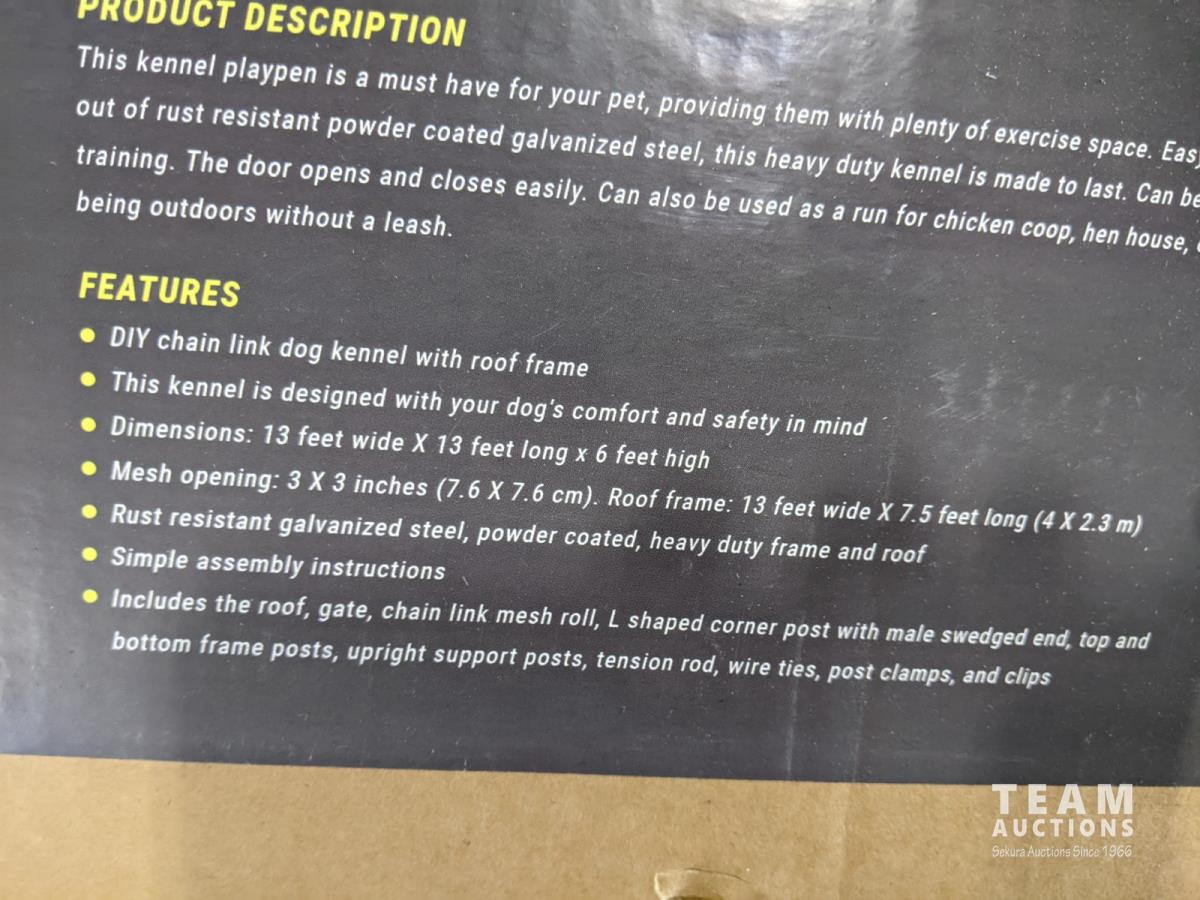 PRODUCT DESCRIPTION
This kennel playpen is a must have for your pet, providing them with plenty of exercise space.
out of rust resistant powder coated galvanized steel, this heavy duty kennel is made to last. Can be
training. The door opens and closes easily. Can also be used as a run for chicken coop, hen house,
being outdoors without a leash.
FEATURES
● DIY chain link dog kennel with roof frame
● This kennel is designed with your dog's comfort and safety in mind
● Dimensions: 13 feet wide X 13 feet long x 6 feet high
● Mesh opening: 3 X 3 inches (7.6 X 7.6 cm). Roof frame: 13 feet wide X 7.5 feet long (4 X 2.3 m)
● Rust resistant galvanized steel, powder coated, heavy duty frame and roof
● Simple assembly instructions
● Includes the roof, gate, chain link mesh roll, L shaped corner post with male swedged end, top and
bottom frame posts, upright support posts, tension rod, wire ties, post clamps, and clips
TEAM
AUCTIONS
Sekura Auctions Since 1966